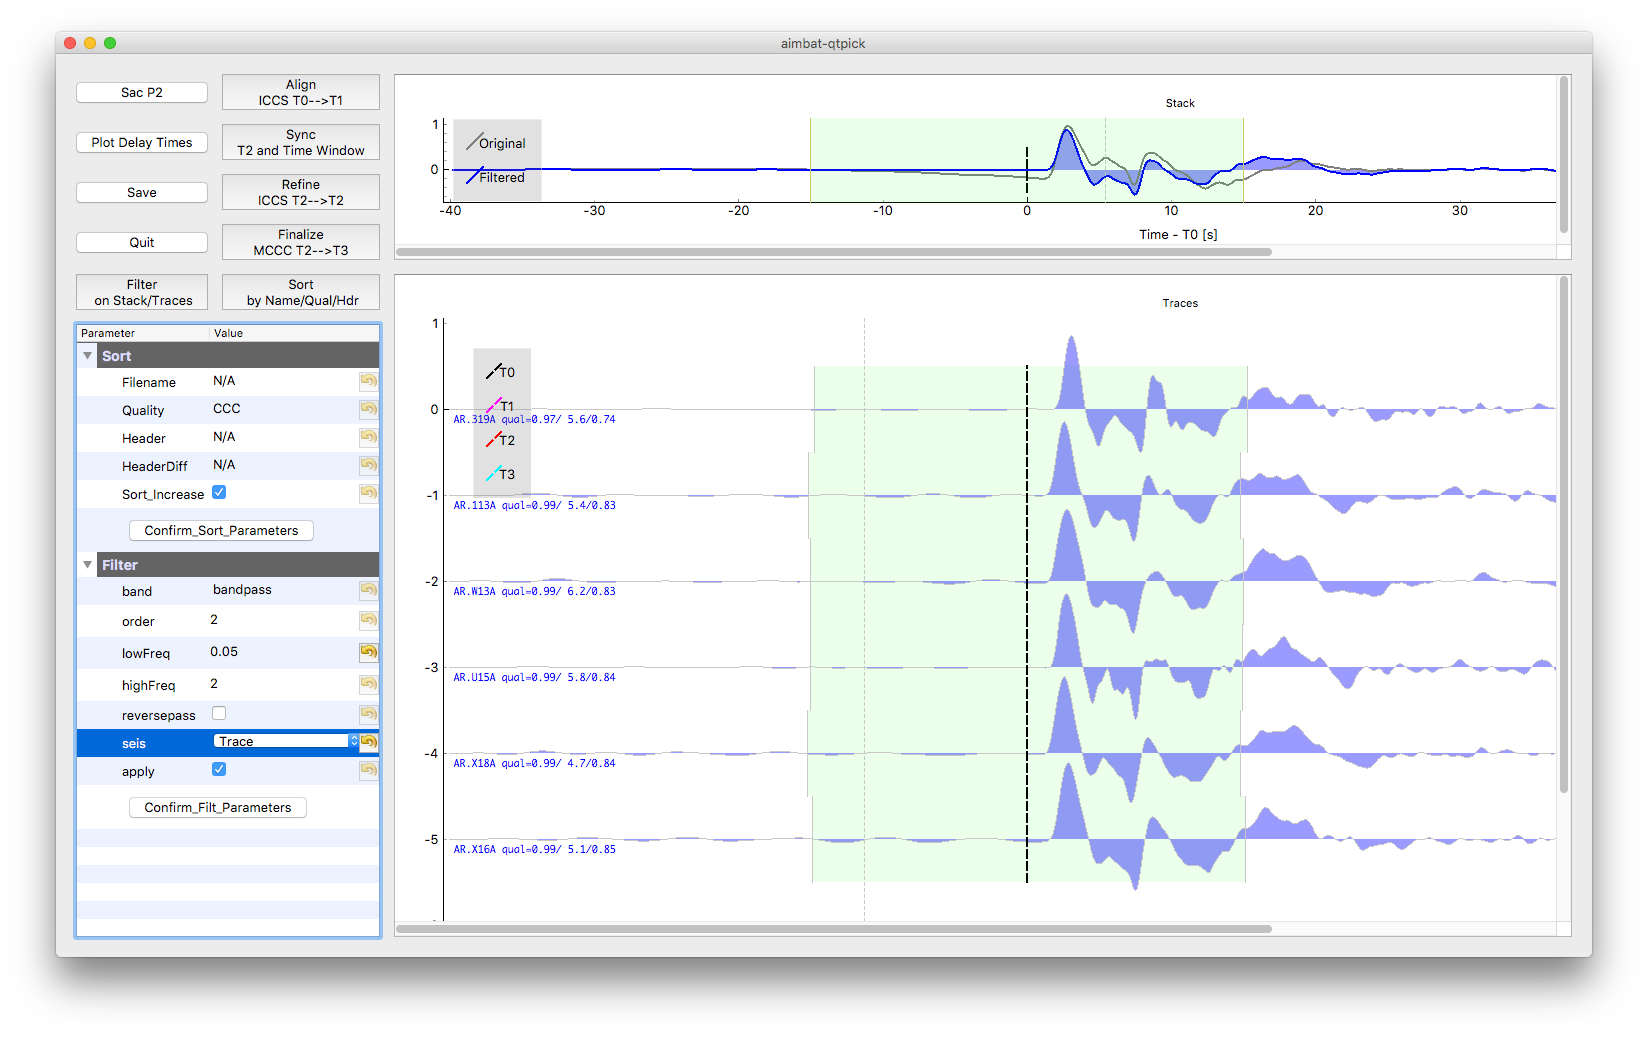 aimbat-qtpick
Sac P2
Align
ICCS T0-->T1
Plot Delay Times
Sync
T2 and Time Window
Save
Refine
ICCS T2-->T2
Quit
Finalize
MCCC T2-->T3
Filter
on Stack/Traces
Sort
by Name/Qual/Hdr
Parameter Value
Sort
Filename N/A
Quality CCC
Header N/A
HeaderDiff N/A
Sort_Increase
Confirm_Sort_Parameters
Filter
band bandpass
order 2
lowFreq 0.05
highFreq 2
reversepass
seis Trace
apply
Confirm_Filt_Parameters
Stack
1
0
Original
Filtered
-40 -30 -20 -10 0 10 20 30
Time - T0 [s]
Traces
1
T0
T1
0
AR.319A qual=0.97/ 5.6/0.74
T2
T3
-1
AR.113A qual=0.99/ 5.4/0.83
-2
AR.W13A qual=0.99/ 6.2/0.83
-3
AR.U15A qual=0.99/ 5.8/0.84
-4
AR.X18A qual=0.99/ 4.7/0.84
-5
AR.X16A qual=0.99/ 5.1/0.85